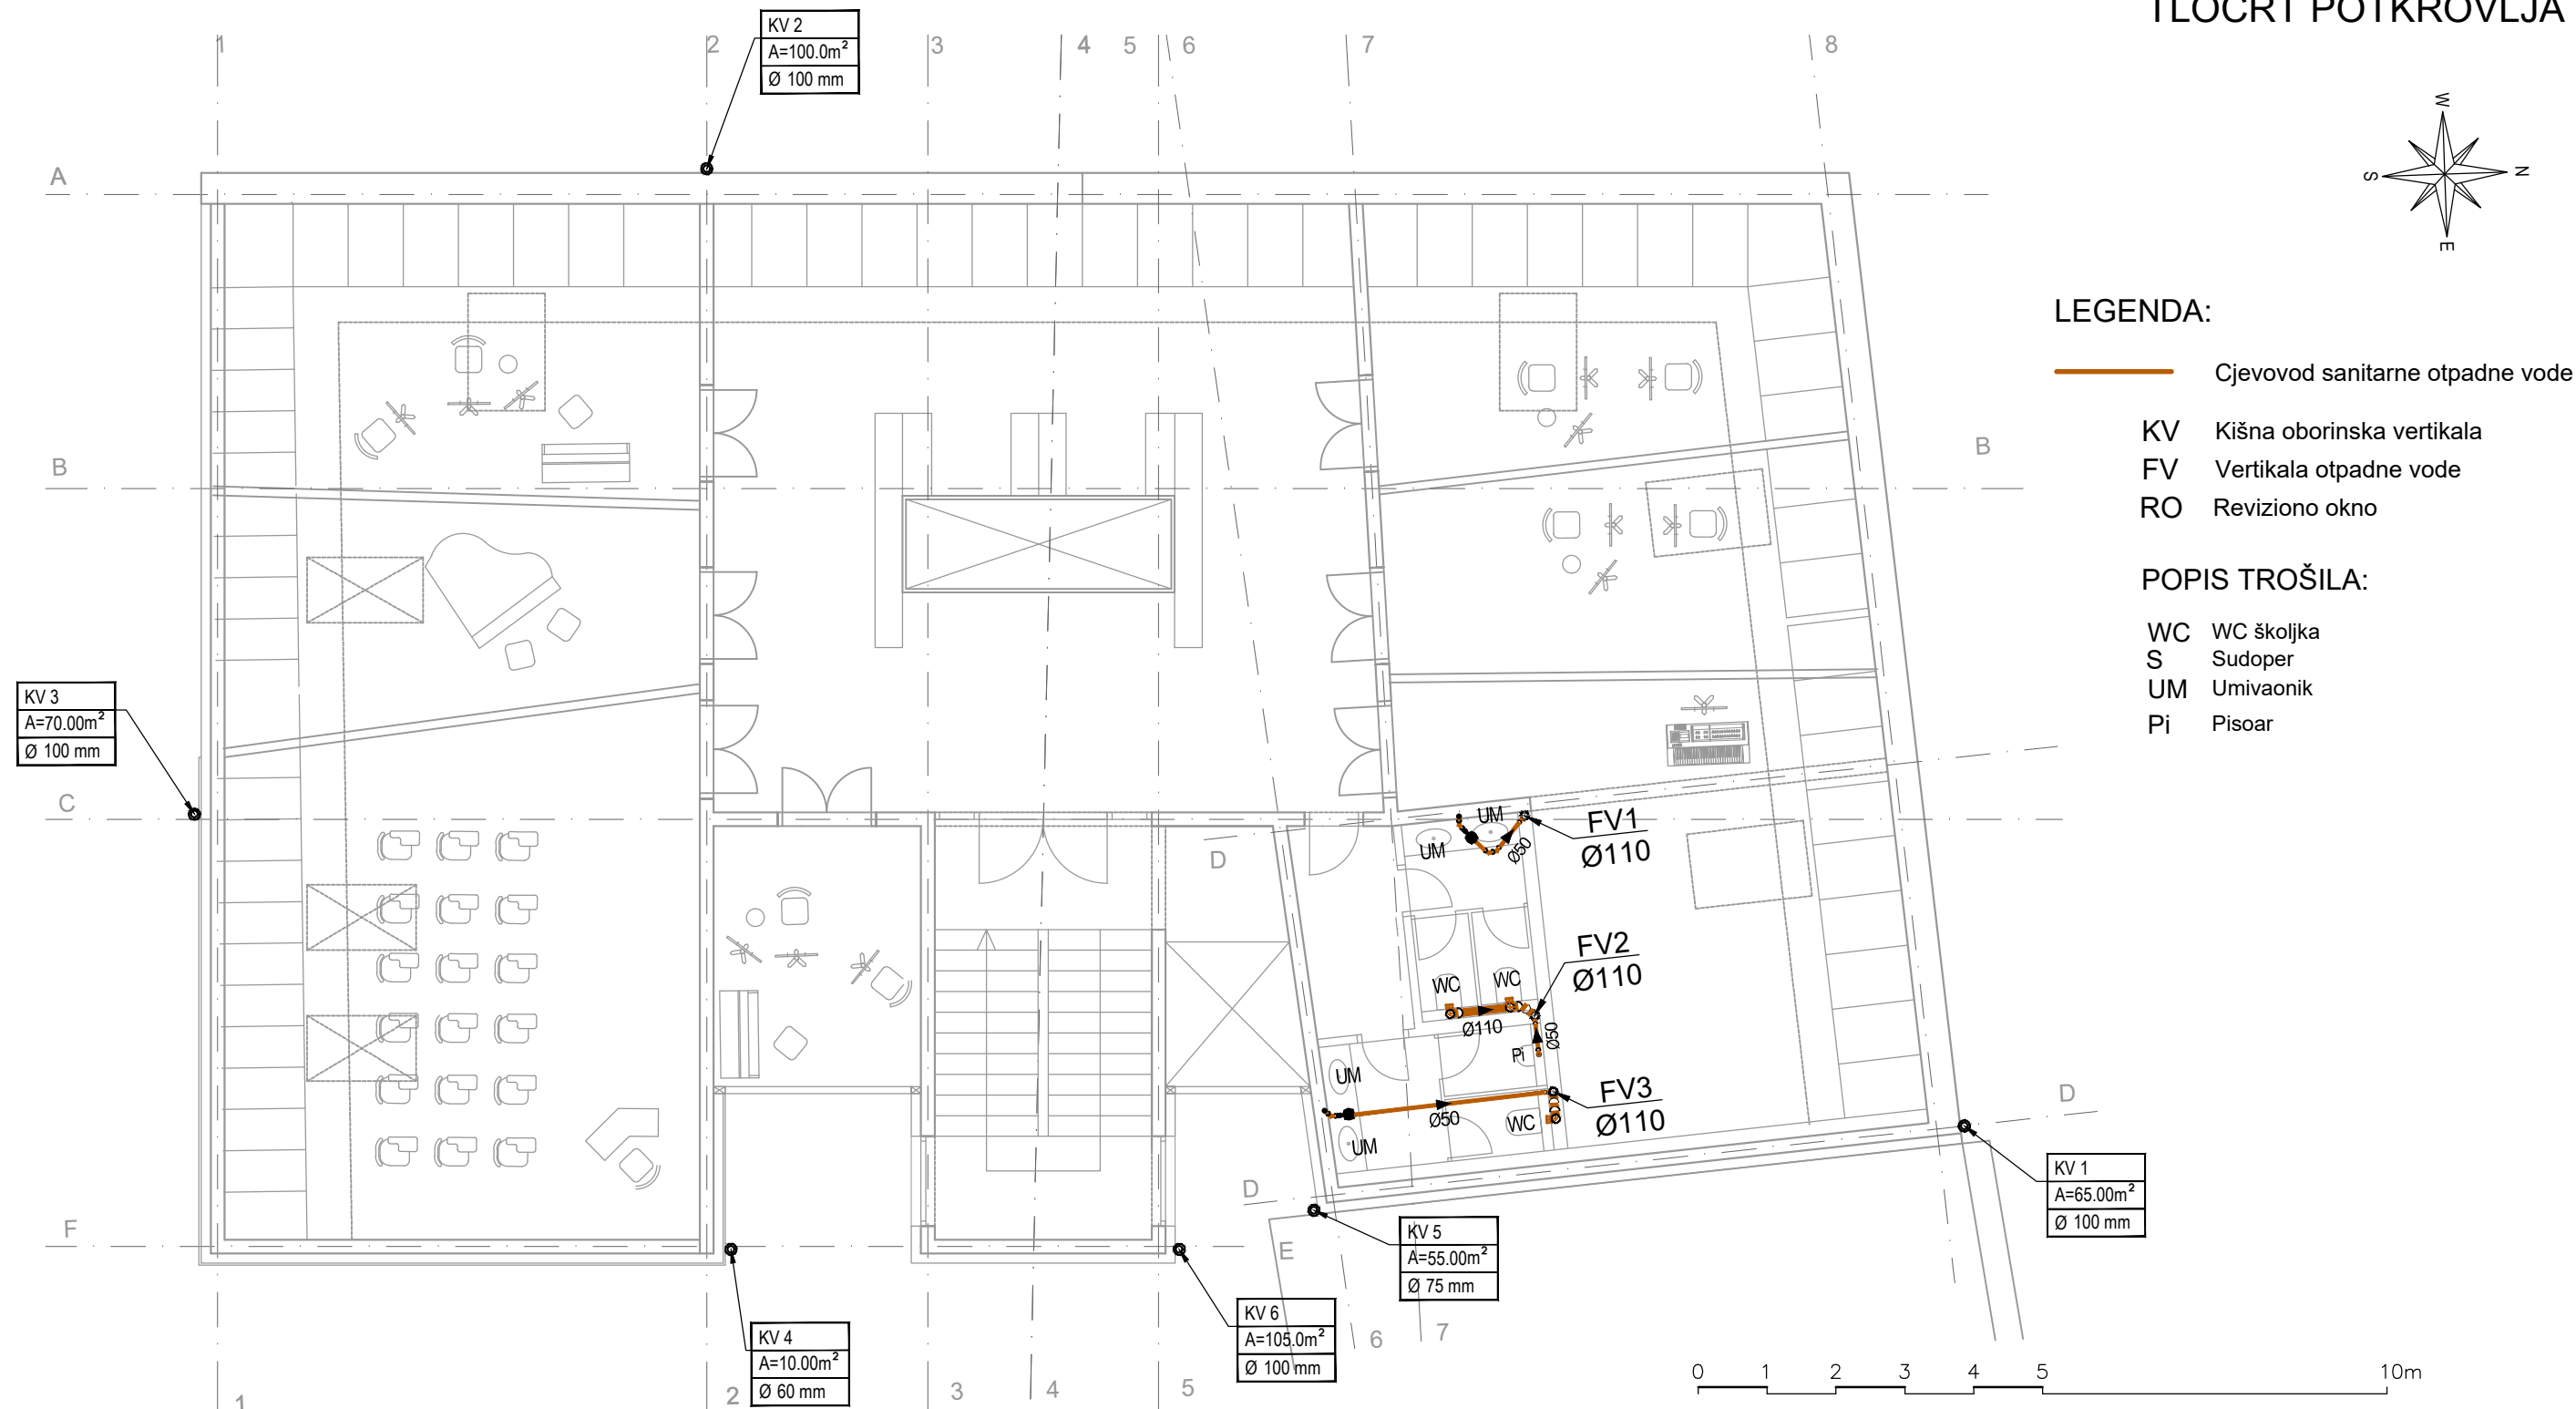 TLOCRT POTKROVLJA
KV 2
A=100.0m²
Ø 100 mm
1
2
3
4
5
6
7
8
W
S
N
E
A
LEGENDA:
Cjevovod sanitarne otpadne vode
KV Kišna oborinska vertikala
FV Vertikala otpadne vode
RO Reviziono okno
B
B
POPIS TROŠILA:
WC WC školjka
S Sudoper
UM Umivaonik
Pi Pisoar
KV 3
A=70.00m²
Ø 100 mm
C
D
UM
UM
Ø50
FV1
Ø110
FV2
Ø110
WC
WC
Ø110
Ø50
Pi
UM
Ø50
WC
UM
FV3
Ø110
D
D
KV 1
A=65.00m²
Ø 100 mm
F
E
KV 5
A=55.00m²
Ø 75 mm
KV 6
A=105.0m²
Ø 100 mm
KV 4
A=10.00m²
Ø 60 mm
1
2
3
4
5
6
7
0 1 2 3 4 5 10m